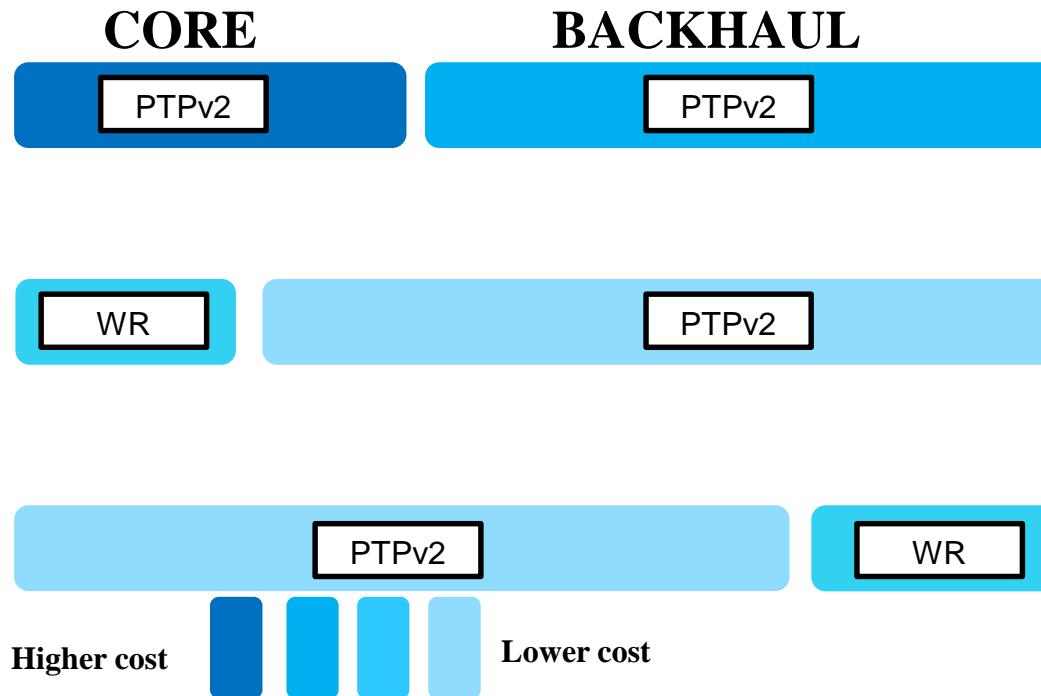 CORE BACKHAUL
PTPv2 PTPv2
WR PTPv2
PTPv2 WR
Higher cost Lower cost